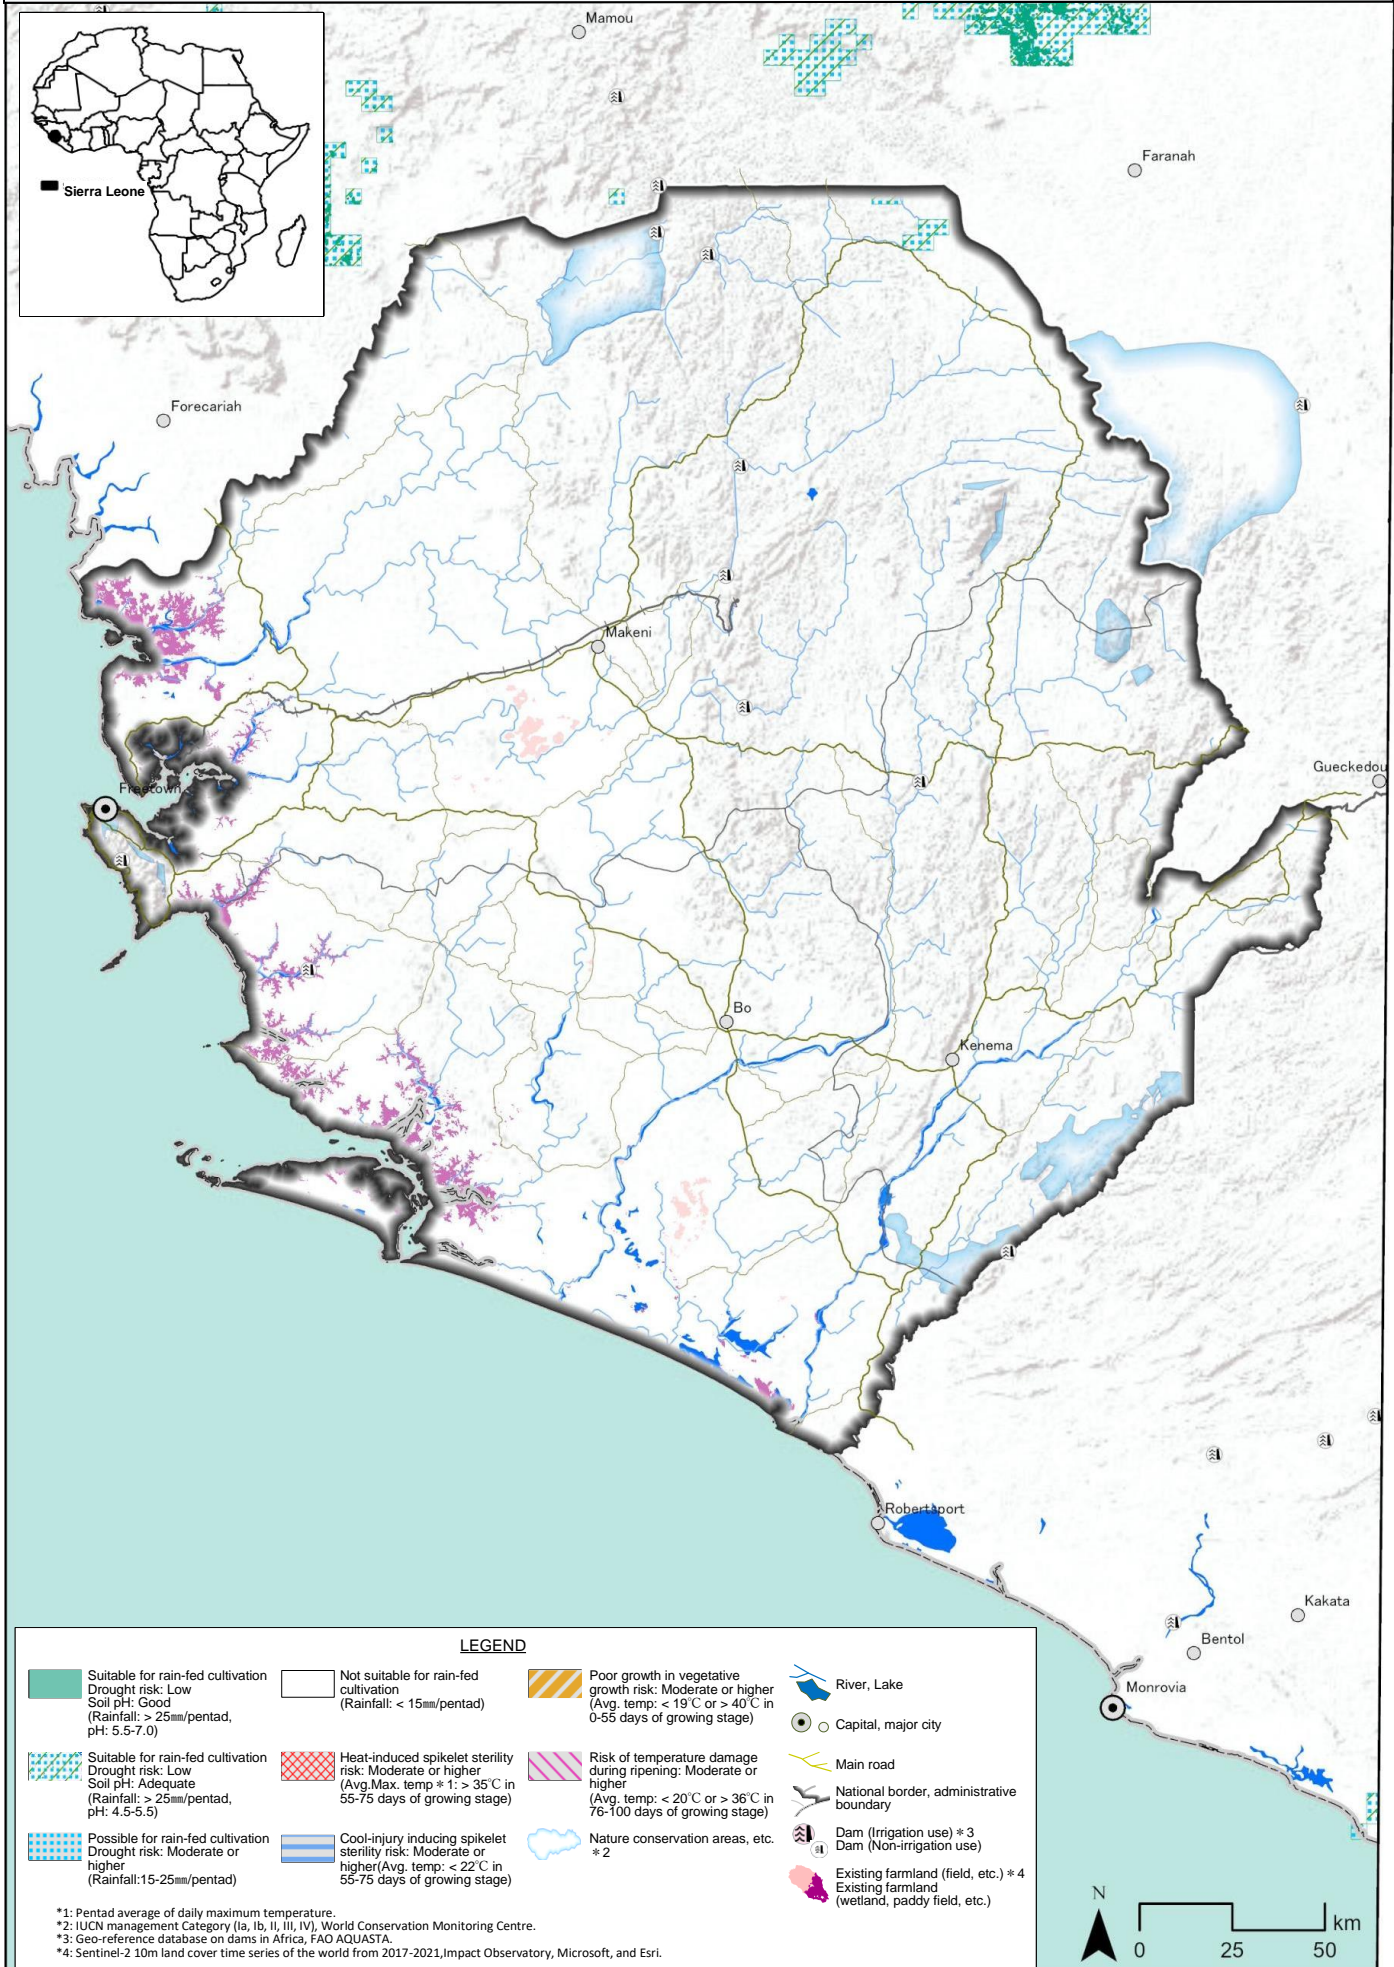 Mamou
Faranah
Sierra Leone
Forecariah
Makeni
Gueckedou
Freetown
Bo
Kenema
Robertsport
Kakata
Bentol
Monrovia
LEGEND
Suitable for rain-fed cultivation
Drought risk: Low
Soil pH: Good
(Rainfall: > 25㎜/pentad,
pH: 5.5-7.0)
Suitable for rain-fed cultivation
Drought risk: Low
Soil pH: Adequate
(Rainfall: > 25㎜/pentad,
pH: 4.5-5.5)
Possible for rain-fed cultivation
Drought risk: Moderate or
higher
(Rainfall:15-25㎜/pentad)
Not suitable for rain-fed
cultivation
(Rainfall: < 15㎜/pentad)
Heat-induced spikelet sterility
risk: Moderate or higher
(Avg.Max. temp＊1: > 35℃ in
55-75 days of growing stage)
Cool-injury inducing spikelet
sterility risk: Moderate or
higher(Avg. temp: < 22℃ in
55-75 days of growing stage)
Poor growth in vegetative
growth risk: Moderate or higher
(Avg. temp: < 19℃ or > 40℃ in
0-55 days of growing stage)
Risk of temperature damage
during ripening: Moderate or
higher
(Avg. temp: < 20℃ or > 36℃ in
76-100 days of growing stage)
Nature conservation areas, etc.
＊2
River, Lake
Capital, major city
Main road
National border, administrative
boundary
Dam (Irrigation use)＊3
Dam (Non-irrigation use)
Existing farmland (field, etc.)＊4
Existing farmland
(wetland, paddy field, etc.)
*1: Pentad average of daily maximum temperature.
*2: IUCN management Category (Ia, Ib, II, III, IV), World Conservation Monitoring Centre.
*3: Geo-reference database on dams in Africa, FAO AQUASTA.
*4: Sentinel-2 10m land cover time series of the world from 2017-2021,Impact Observatory, Microsoft, and Esri.
N
km
0 25 50